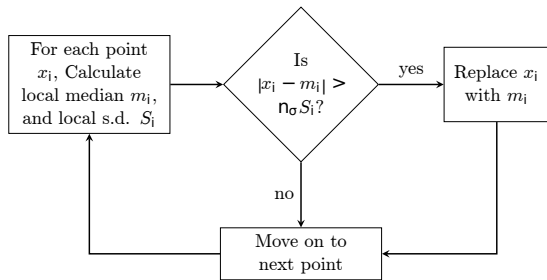 For each point
xᵢ, Calculate
local median mᵢ,
and local s.d. Sᵢ
Is
|xᵢ − mᵢ| >
n_σSᵢ?
yes
Replace xᵢ
with mᵢ
no
Move on to
next point